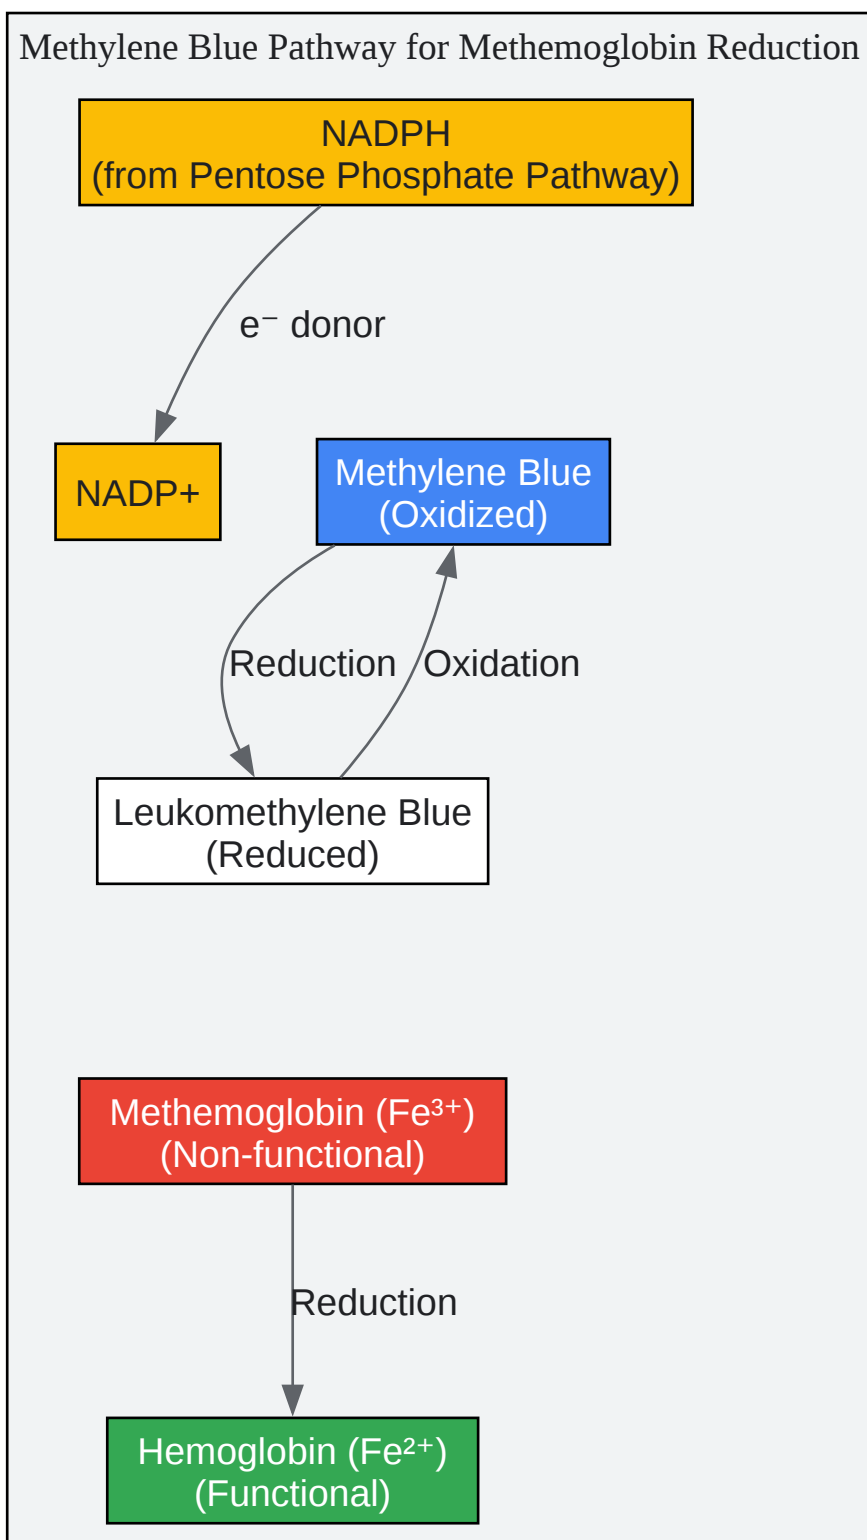 Methylene Blue Pathway for Methemoglobin Reduction
NADPH
(from Pentose Phosphate Pathway)
e⁻ donor
NADP+
Methylene Blue
(Oxidized)
Reduction
Oxidation
Leukomethylene Blue
(Reduced)
Methemoglobin (Fe³⁺)
(Non-functional)
Reduction
Hemoglobin (Fe²⁺)
(Functional)